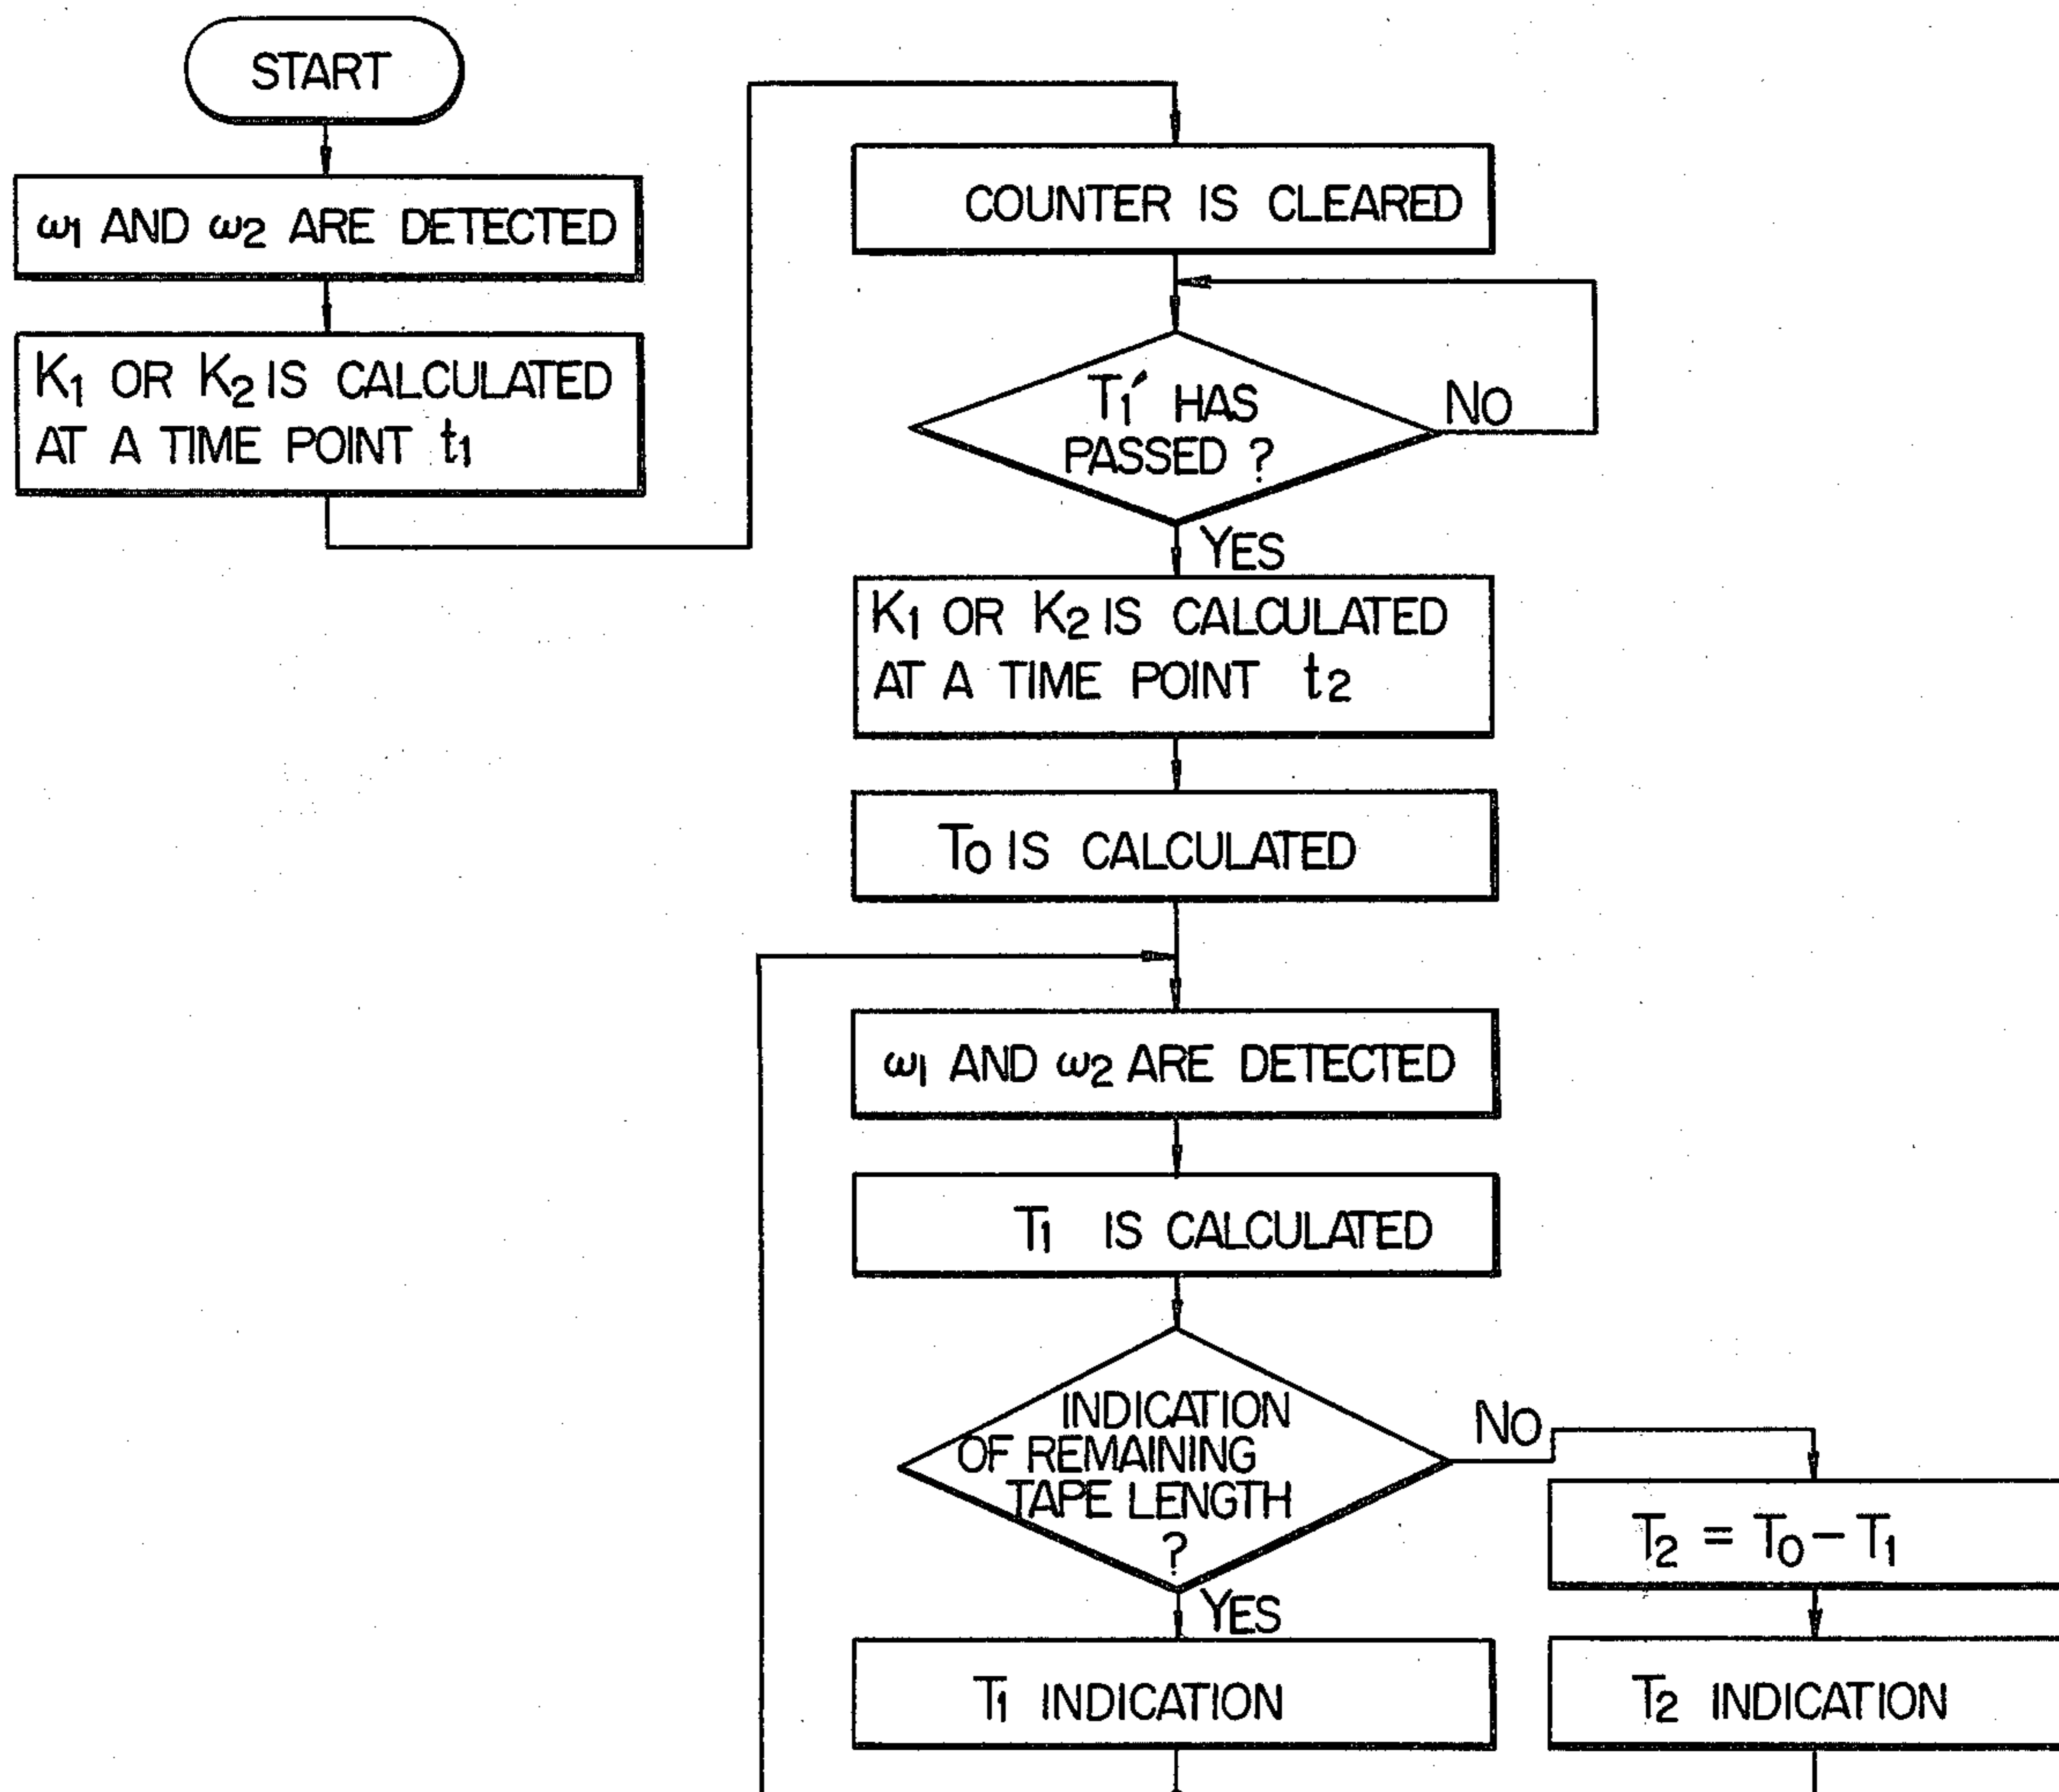 START
ω1 AND ω2 ARE DETECTED
K1 OR K2 IS CALCULATED
AT A TIME POINT t1
COUNTER IS CLEARED
T1′ HAS
PASSED ?
NO
YES
K1 OR K2 IS CALCULATED
AT A TIME POINT t2
T0 IS CALCULATED
ω1 AND ω2 ARE DETECTED
T1 IS CALCULATED
INDICATION
OF REMAINING
TAPE LENGTH
?
NO
YES
T2 = T0 − T1
T1 INDICATION
T2 INDICATION